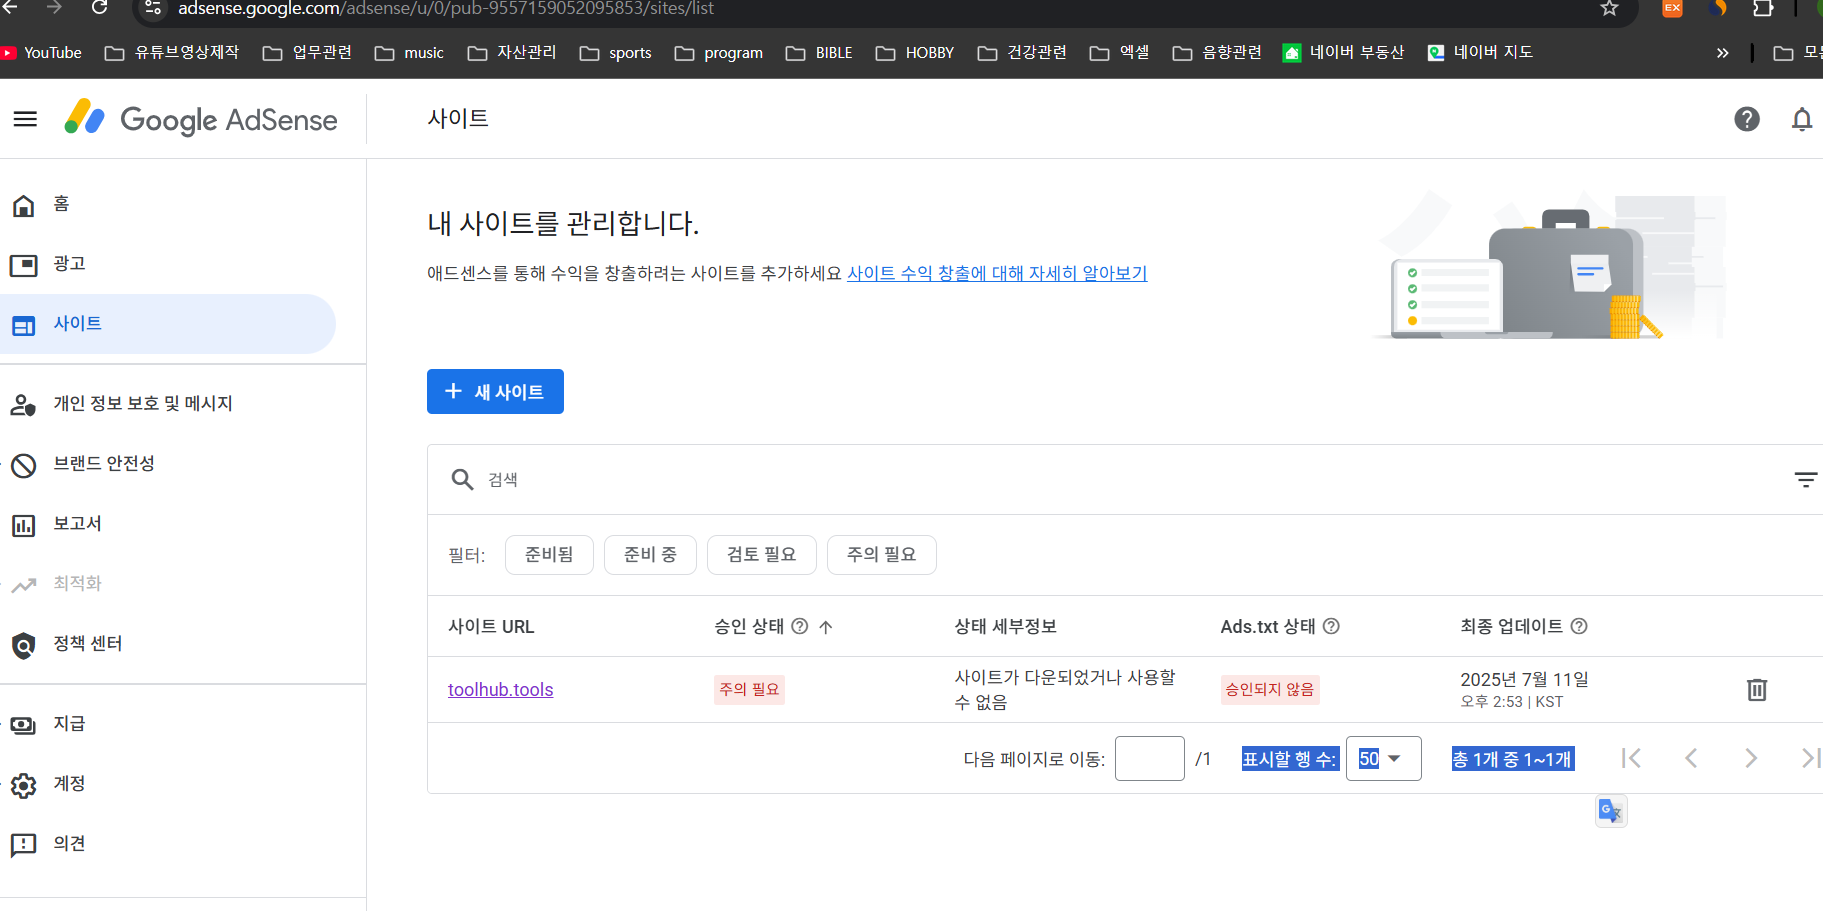 adsense.google.com/adsense/u/0/pub-9557159052095853/sites/list
EX
YouTube 유튜브영상제작 업무관련 music 자산관리 sports program BIBLE HOBBY 건강관련 엑셀 음향관련 네이버 부동산 네이버 지도 »
Google AdSense
사이트
홈
광고
사이트
개인 정보 보호 및 메시지
브랜드 안전성
보고서
최적화
정책 센터
지급
계정
의견
내 사이트를 관리합니다.
애드센스를 통해 수익을 창출하려는 사이트를 추가하세요 사이트 수익 창출에 대해 자세히 알아보기
+ 새 사이트
검색
필터: 준비됨 준비 중 검토 필요 주의 필요
사이트 URL 승인 상태 상태 세부정보 Ads.txt 상태 최종 업데이트
toolhub.tools 주의 필요 사이트가 다운되었거나 사용할
수 없음
승인되지 않음
2025년 7월 11일
오후 2:53 | KST
다음 페이지로 이동: /1 표시할 행 수: 50 총 1개 중 1~1개